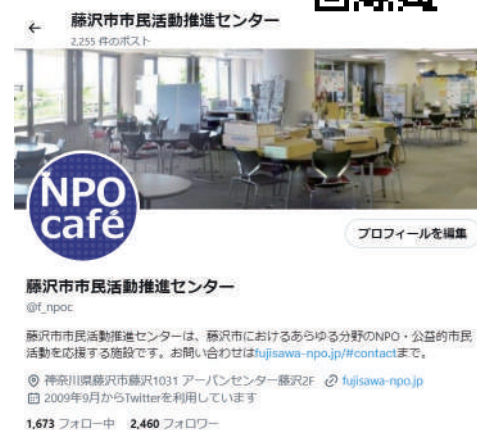 藤沢市市民活動推進センター
2,255 件のポスト
NPO
café
プロフィールを編集
藤沢市市民活動推進センター
@f_npoc
藤沢市市民活動推進センターは、藤沢市におけるあらゆる分野のNPO・公益的市民
活動を応援する施設です。お問い合わせはfujisawa-npo.jp/#contactまで。
神奈川県藤沢市藤沢1031 アーバンセンター藤沢2F fujisawa-npo.jp
2009年9月からTwitterを利用しています
1,673 フォロー中 2,460 フォロワー